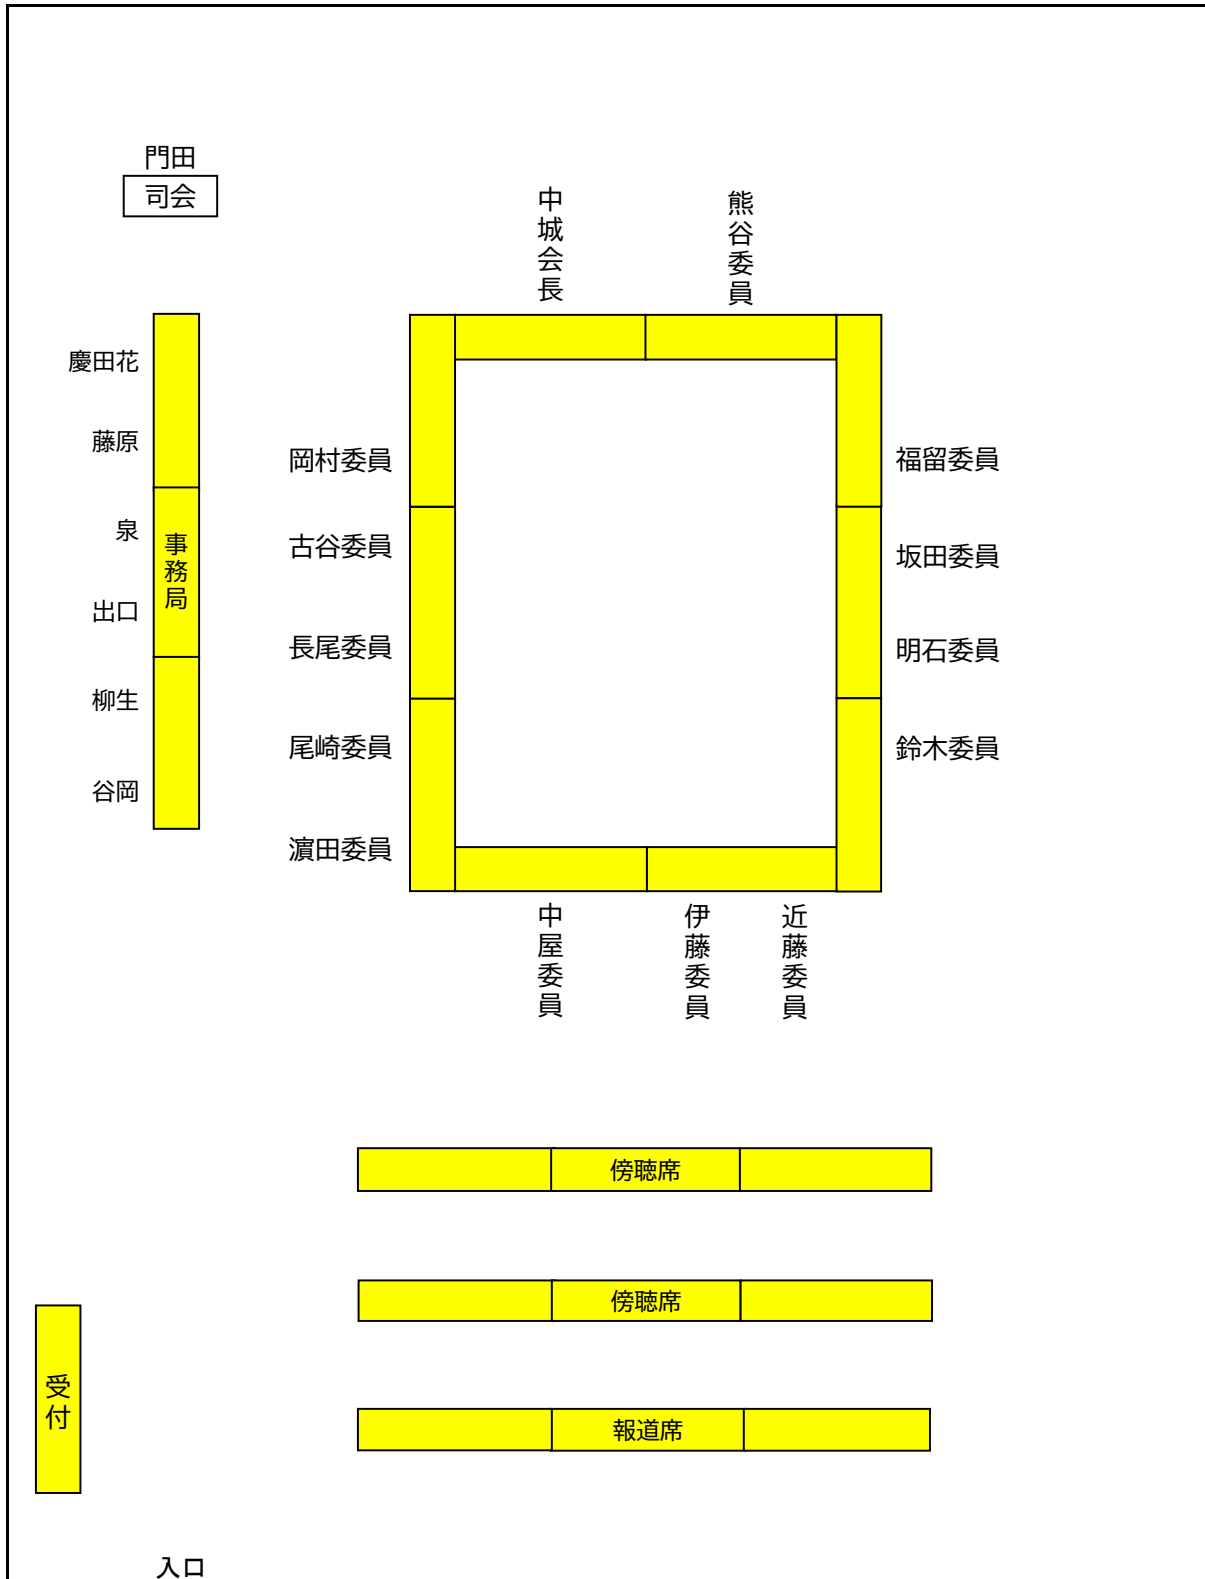 門田
司会
中城会長
熊谷委員
慶田花
藤原
泉
出口
柳生
谷岡
事務局
岡村委員
古谷委員
長尾委員
尾崎委員
濵田委員
福留委員
坂田委員
明石委員
鈴木委員
中屋委員
伊藤委員
近藤委員
傍聴席
傍聴席
報道席
受付
入口